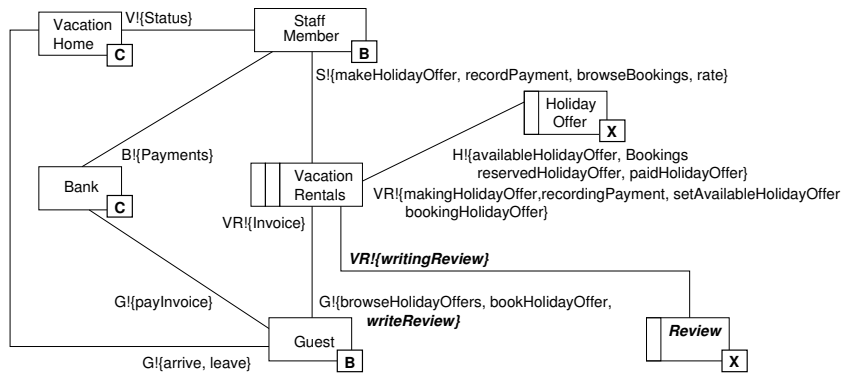 V!{Status}
Vacation
Home
C
Staff
Member
B
S!{makeHolidayOffer, recordPayment, browseBookings, rate}
Holiday
Offer
X
B!{Payments}
H!{availableHolidayOffer, Bookings
reservedHolidayOffer, paidHolidayOffer}
Bank
C
Vacation
Rentals
VR!{makingHolidayOffer,recordingPayment, setAvailableHolidayOffer
bookingHolidayOffer}
VR!{Invoice}
VR!{writingReview}
G!{payInvoice}
G!{browseHolidayOffers, bookHolidayOffer,
writeReview}
Guest
B
Review
X
G!{arrive, leave}